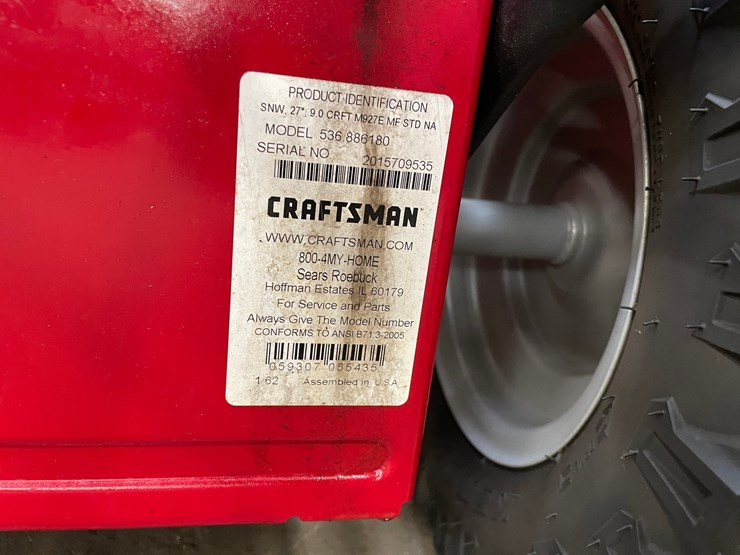 PRODUCT IDENTIFICATION
SNW, 27", 9.0 CRFT M927E MF STD NA
MODEL 536.886180
SERIAL NO 2015709535
CRAFTSMAN
WWW.CRAFTSMAN.COM
800-4MY-HOME
Sears Roebuck
Hoffman Estates IL 60179
For Service and Parts
Always Give The Model Number
CONFORMS TO ANSI B71.3-2005
059307 055435
1/62 Assembled in U.S.A.